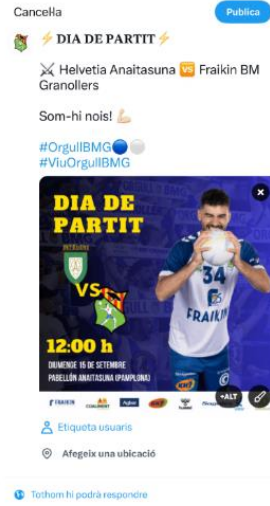 Cancel·la
Publica
⚡ DIA DE PARTIT ⚡
⚔ Helvetia Anaitasuna 🆚 Fraikin BM
Granollers
Som-hi nois! 💪🏻
#OrgullBMG🔵⚪
#ViuOrgullBMG
DIA DE
PARTIT
VS
34
FRAIKIN
12:00 h
DIUMENGE 15 DE SETEMBRE
PABELLÓN ANAITASUNA (PAMPLONA)
FRAIKIN
KH7
+ALT
Etiqueta usuaris
Afegeix una ubicació
Tothom hi podrà respondre